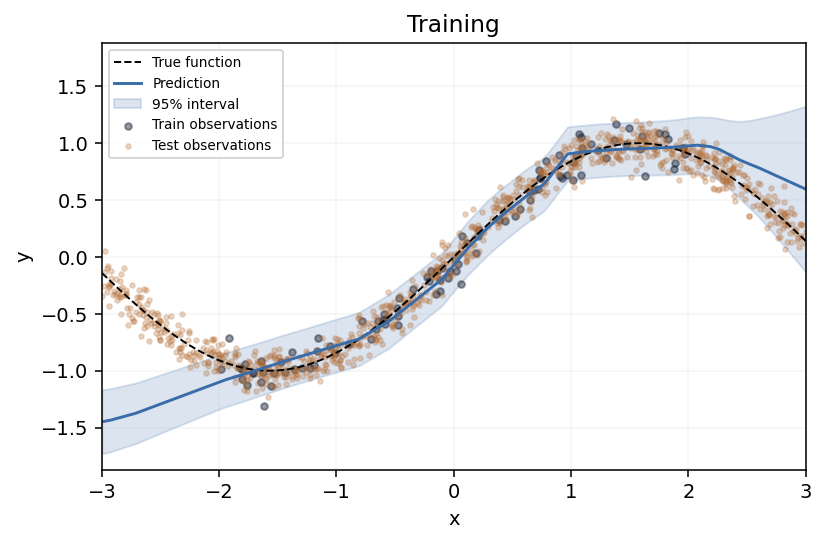 Training
True function
Prediction
95% interval
Train observations
Test observations
1.5
1.0
0.5
0.0
−0.5
−1.0
−1.5
y
−3
−2
−1
0
1
2
3
x